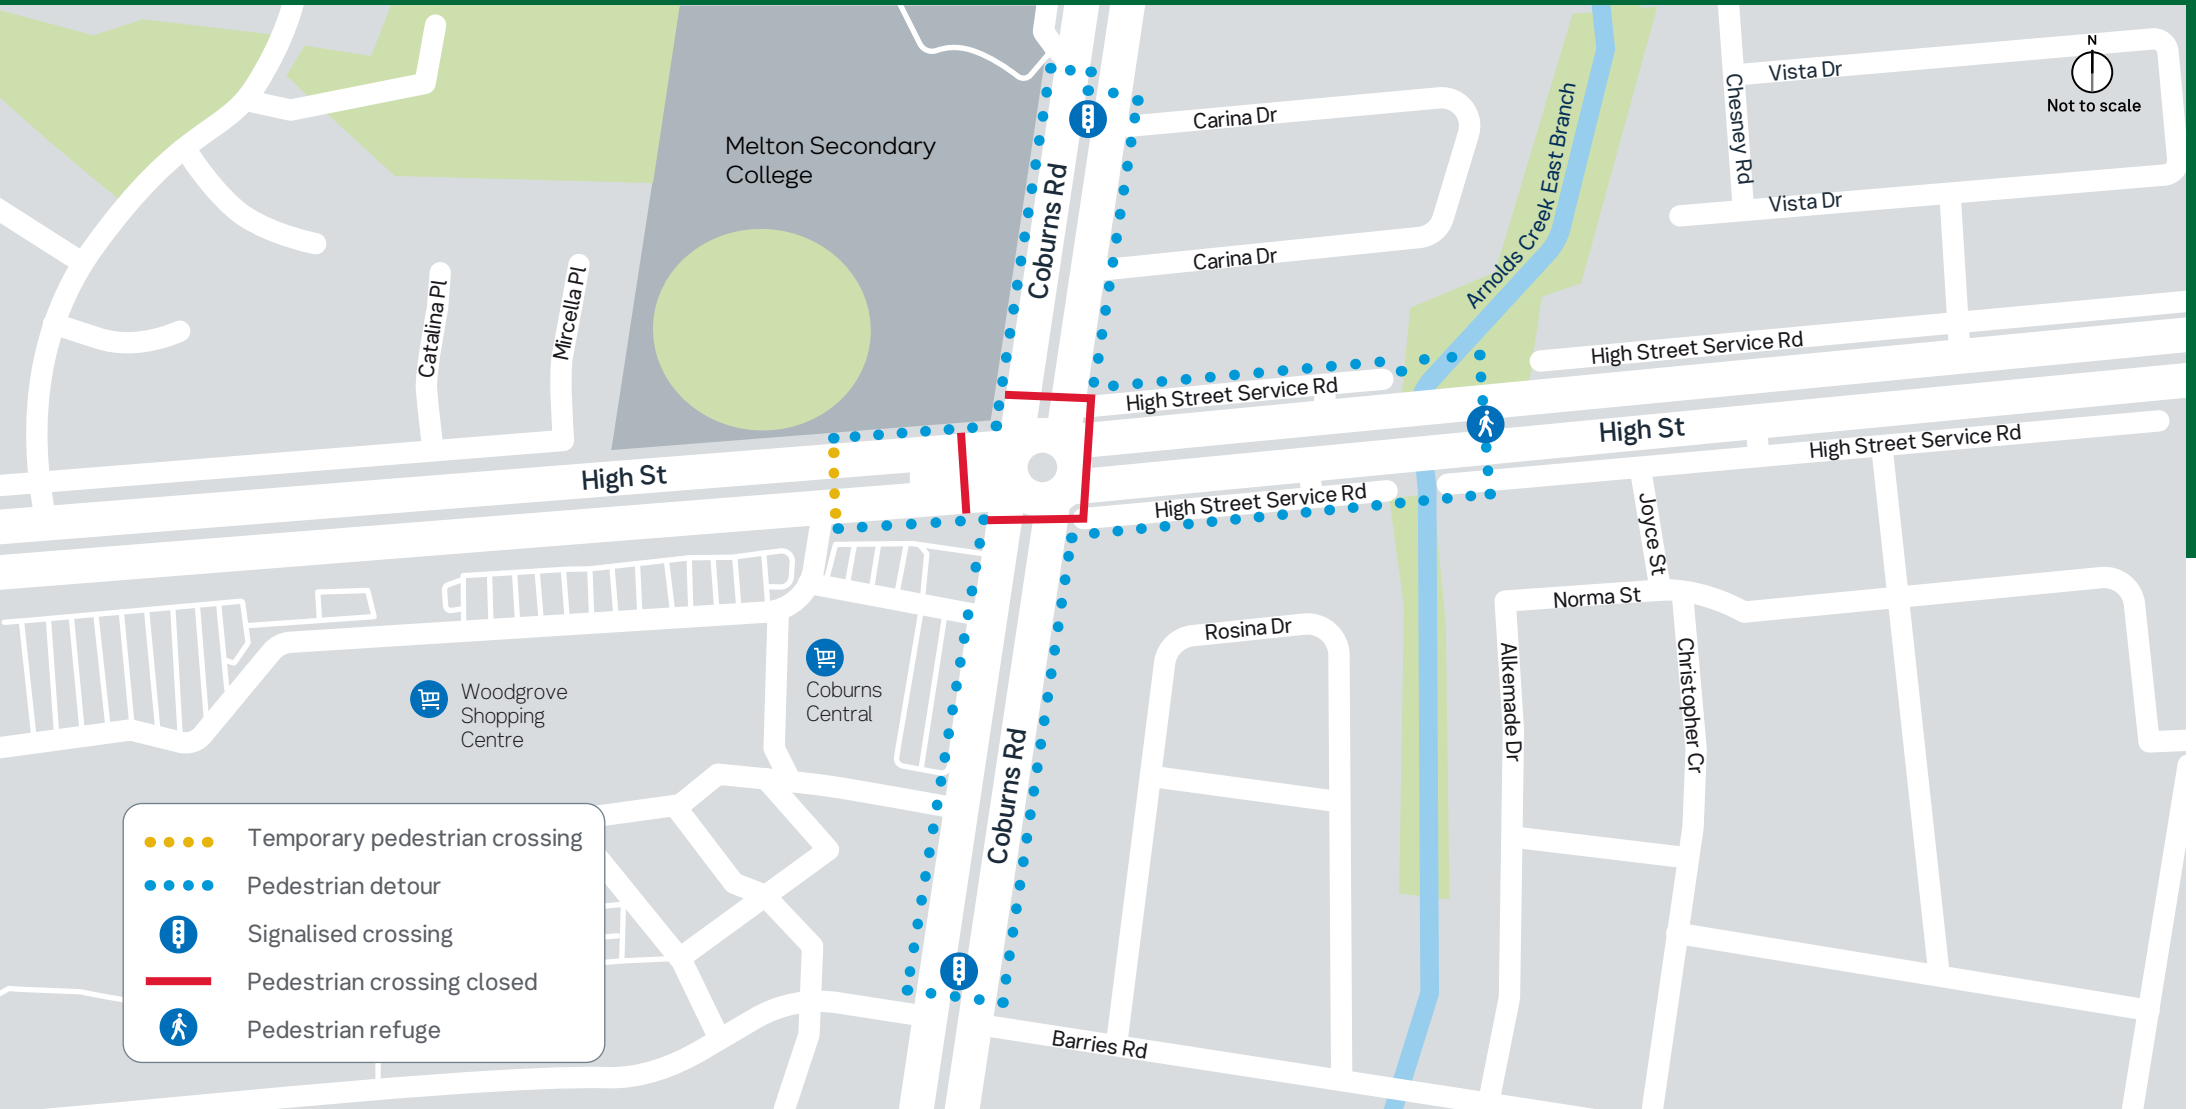 N
Not to scale
Vista Dr
Chesney Rd
Vista Dr
Carina Dr
Carina Dr
Arnolds Creek East Branch
Melton Secondary
College
Coburns Rd
Catalina Pl
Mircella Pl
High Street Service Rd
High Street Service Rd
High St
High St
High Street Service Rd
High Street Service Rd
Joyce St
Norma St
Rosina Dr
Alkemade Dr
Christopher Cr
Woodgrove
Shopping
Centre
Coburns
Central
Coburns Rd
Barries Rd
Temporary pedestrian crossing
Pedestrian detour
Signalised crossing
Pedestrian crossing closed
Pedestrian refuge